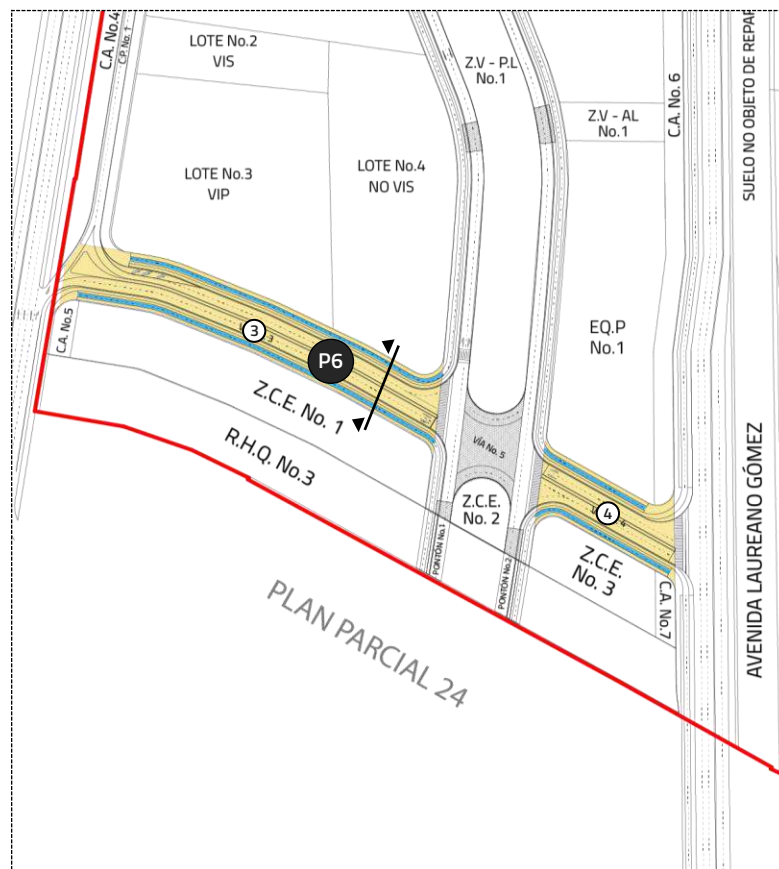 C.A. No.4
C.P. No. 1
LOTE No.2
VIS
Z.V - P.L
No.1
C.A. No. 6
SUELO NO OBJETO DE REPAR
Z.V - AL
No.1
LOTE No.3
VIP
LOTE No.4
NO VIS
3
P6
C.A. No.5
EQ.P
No.1
Z.C.E. No. 1
R.H.Q. No.3
VÍA No. 5
Z.C.E.
No. 2
4
Z.C.E.
No. 3
PONTÓN No.1
PONTÓN No.2
C.A. No.7
AVENIDA LAUREANO GÓMEZ
PLAN PARCIAL 24